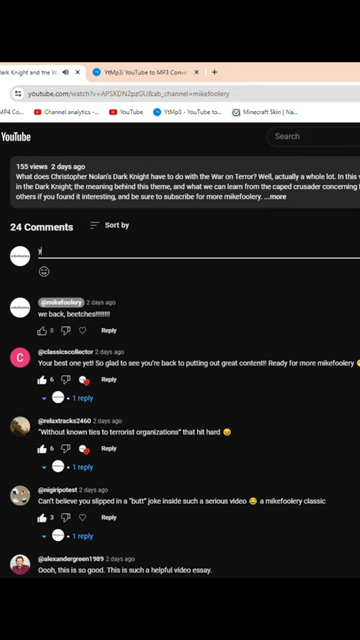 Dark Knight and the W
YtMp3: YouTube to MP3 Conv
youtube.com/watch?v=APSXDN2pzGU&ab_channel=mikefoolery
MP4 Co...
Channel analytics -...
YouTube
YtMp3 - YouTube to...
Minecraft Skin | Na...
YouTube
Search
155 views 2 days ago
What does Christopher Nolan's Dark Knight have to do with the War on Terror? Well, actually a whole lot. In this v
in the Dark Knight; the meaning behind this theme, and what we can learn from the caped crusader concerning t
others if you found it interesting, and be sure to subscribe for more mikefoolery. ...more
24 Comments
Sort by
y
@mikefoolery 2 days ago
we back, beetches!!!!!!!!
8 Reply
C
@classicscollector 2 days ago
Your best one yet! So glad to see you're back to putting out great content!! Ready for more mikefoolery
6 Reply
1 reply
@relaxtracks2460 2 days ago
"Without known ties to terrorist organizations" that hit hard
6 Reply
1 reply
@nigiripotest 2 days ago
Can't believe you slipped in a "butt" joke inside such a serious video 😂 a mikefoolery classic
3 Reply
1 reply
@alexandergreen1989 2 days ago
Oooh, this is so good. This is such a helpful video essay.